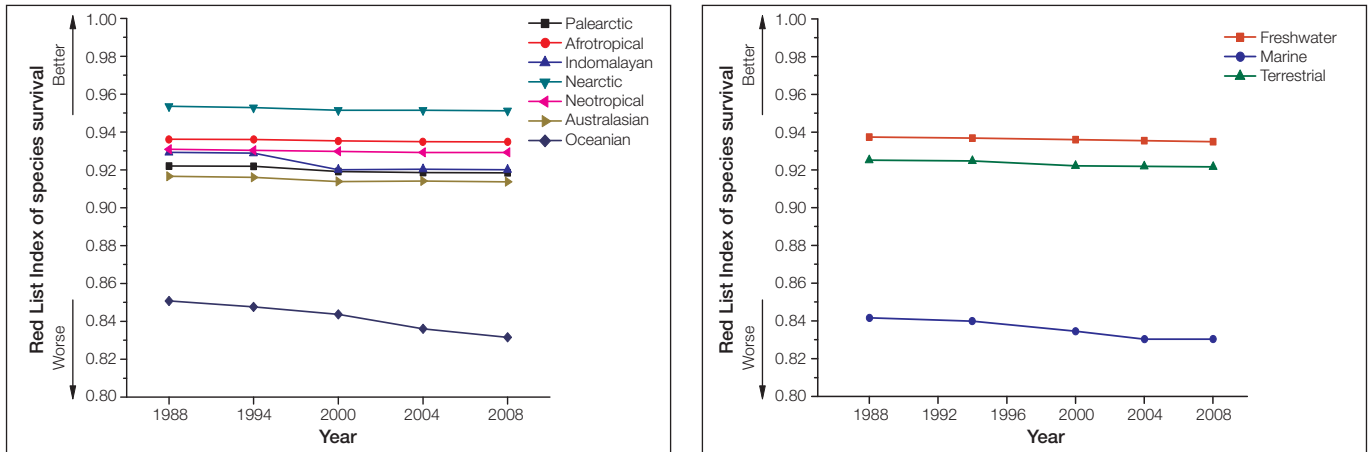 Red List Index of species survival
Better
Worse
1.00
0.98
0.96
0.94
0.92
0.90
0.88
0.86
0.84
0.82
0.80
1988
1994
2000
2004
2008
Year
Palearctic
Afrotropical
Indomalayan
Nearctic
Neotropical
Australasian
Oceanian
Red List Index of species survival
Better
Worse
1.00
0.98
0.96
0.94
0.92
0.90
0.88
0.86
0.84
0.82
0.80
1988
1992
1994
1996
2000
2004
2008
Year
Freshwater
Marine
Terrestrial